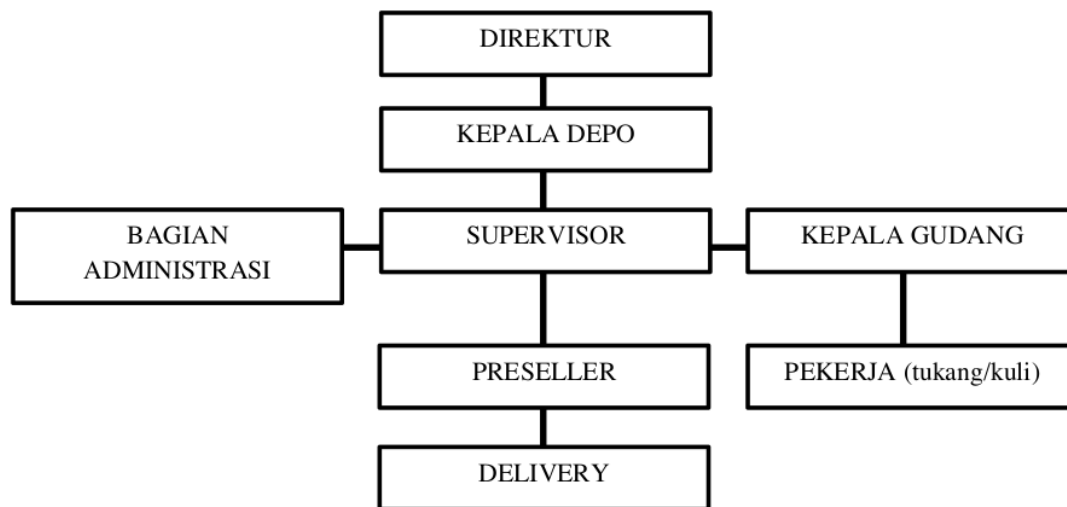 DIREKTUR
KEPALA DEPO
BAGIAN
ADMINISTRASI
SUPERVISOR
KEPALA GUDANG
PRESELLER
PEKERJA (tukang/kuli)
DELIVERY